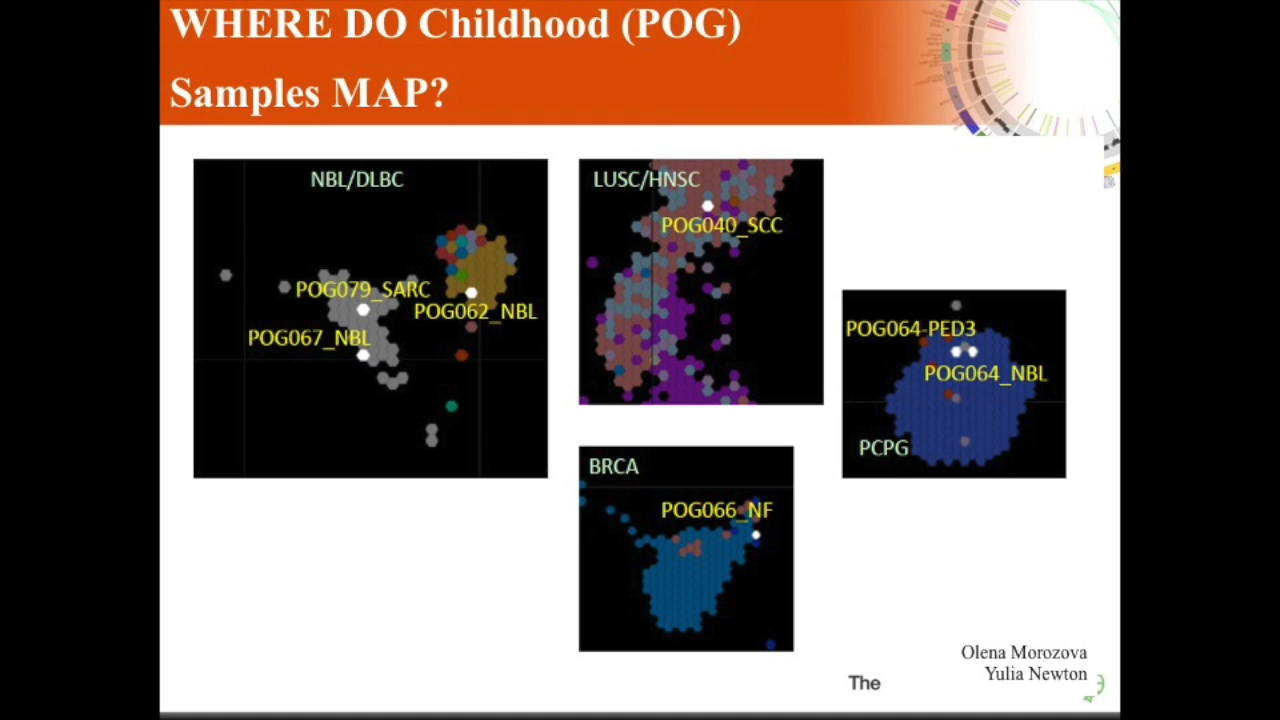 WHERE DO Childhood (POG)
Samples MAP?
NBL/DLBC
POG079_SARC
POG062_NBL
POG067_NBL
LUSC/HNSC
POG040_SCC
POG064-PED3
POG064_NBL
PCPG
BRCA
POG066_NF
Olena Morozova
Yulia Newton
The